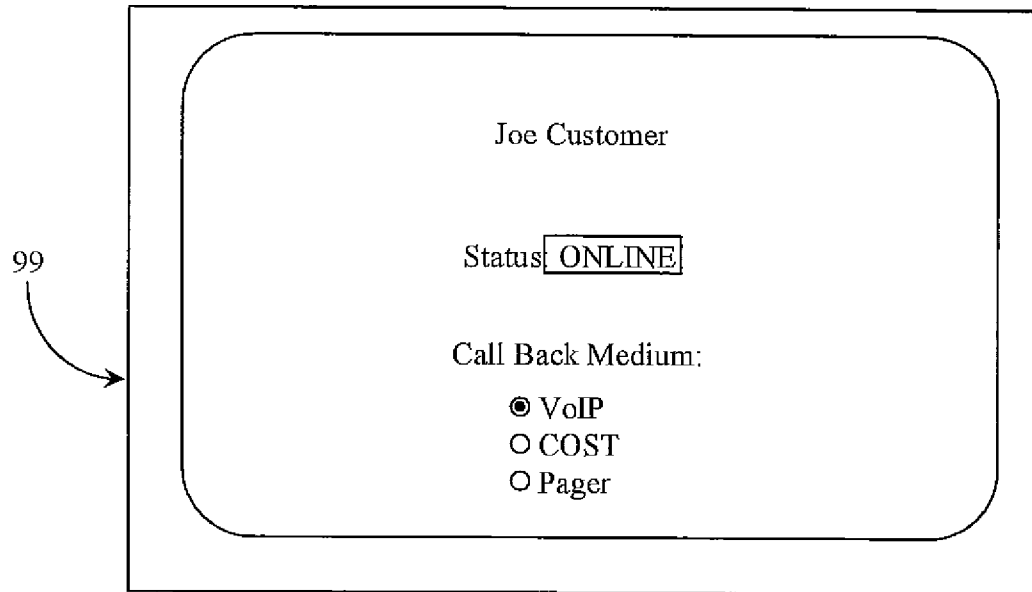 Joe Customer
Status: ONLINE
99
Call Back Medium:
VoIP
COST
Pager